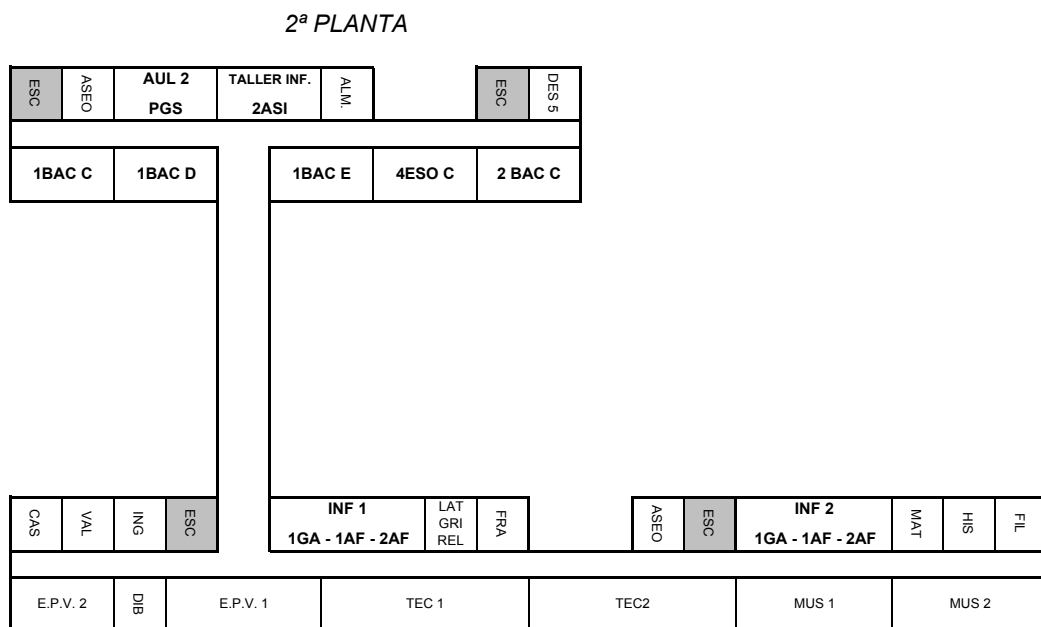 2ª PLANTA
ESC
ASEO
AUL 2
PGS
TALLER INF.
2ASI
ALM.
ESC
DES 5
1BAC C
1BAC D
1BAC E
4ESO C
2 BAC C
CAS
VAL
ING
ESC
INF 1
1GA - 1AF - 2AF
LAT
GRI
REL
FRA
ASEO
ESC
INF 2
1GA - 1AF - 2AF
MAT
HIS
FIL
E.P.V. 2
DIB
E.P.V. 1
TEC 1
TEC2
MUS 1
MUS 2